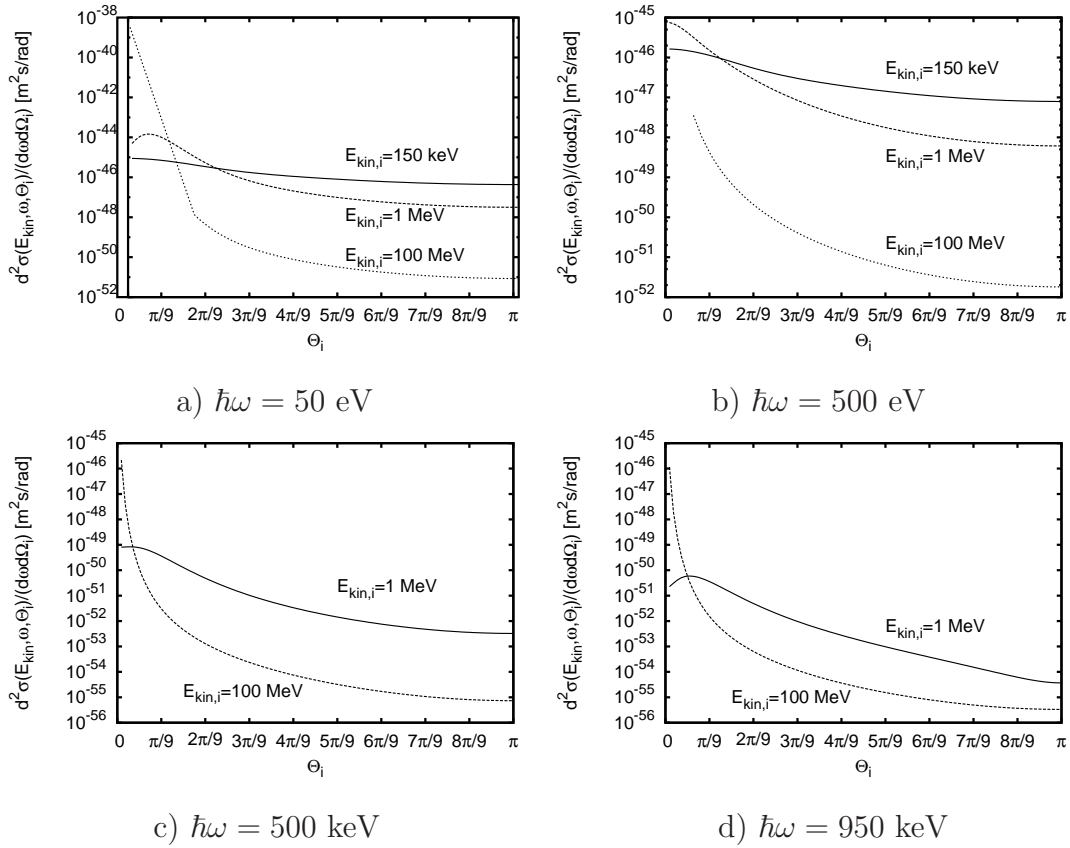 10^-38
10^-40
10^-42
10^-44
10^-46
10^-48
10^-50
10^-52
0 π/9 2π/9 3π/9 4π/9 5π/9 6π/9 7π/9 8π/9 π
d²σ(E_kin,ω,Θ_i)/(dωdΩ_i) [m²s/rad]
Θ_i
E_kin,i=150 keV
E_kin,i=1 MeV
E_kin,i=100 MeV
a) ℏω = 50 eV
10^-45
10^-46
10^-47
10^-48
10^-49
10^-50
10^-51
10^-52
0 π/9 2π/9 3π/9 4π/9 5π/9 6π/9 7π/9 8π/9 π
d²σ(E_kin,ω,Θ_i)/(dωdΩ_i) [m²s/rad]
Θ_i
E_kin,i=150 keV
E_kin,i=1 MeV
E_kin,i=100 MeV
b) ℏω = 500 eV
10^-45
10^-46
10^-47
10^-48
10^-49
10^-50
10^-51
10^-52
10^-53
10^-54
10^-55
10^-56
0 π/9 2π/9 3π/9 4π/9 5π/9 6π/9 7π/9 8π/9 π
d²σ(E_kin,ω,Θ_i)/(dωdΩ_i) [m²s/rad]
Θ_i
E_kin,i=1 MeV
E_kin,i=100 MeV
c) ℏω = 500 keV
10^-45
10^-46
10^-47
10^-48
10^-49
10^-50
10^-51
10^-52
10^-53
10^-54
10^-55
10^-56
0 π/9 2π/9 3π/9 4π/9 5π/9 6π/9 7π/9 8π/9 π
d²σ(E_kin,ω,Θ_i)/(dωdΩ_i) [m²s/rad]
Θ_i
E_kin,i=1 MeV
E_kin,i=100 MeV
d) ℏω = 950 keV